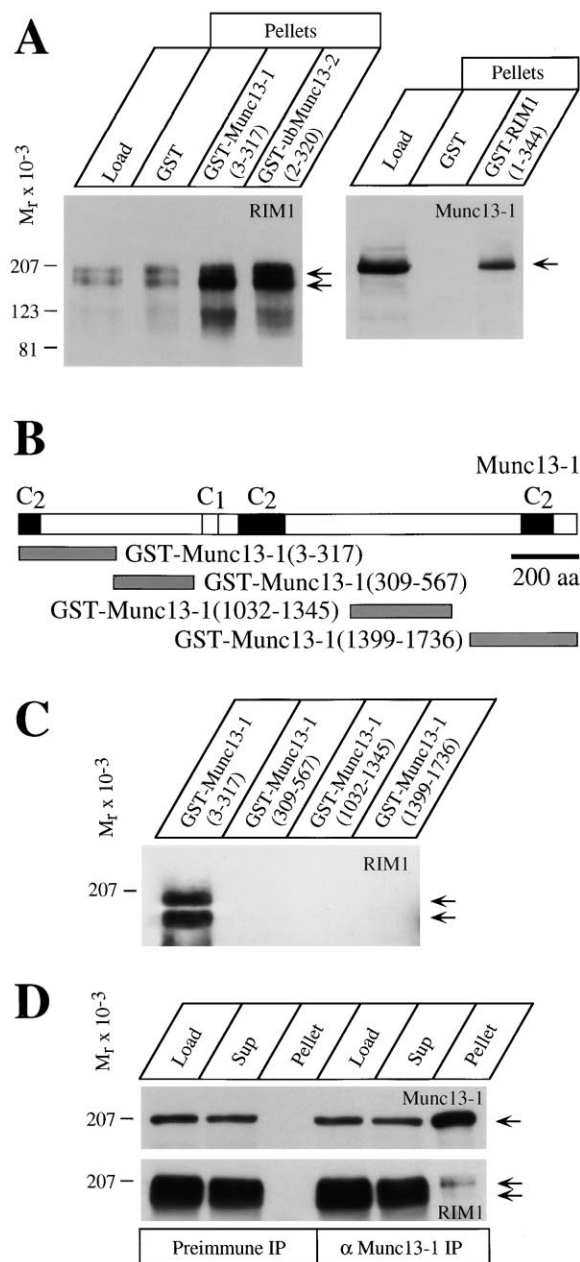 A
Pellets
Load
GST
GST-Munc13-1
(3-317)
GST-ubMunc13-2
(2-320)
Mr x 10-3
RIM1
207
123
81
Pellets
Load
GST
GST-RIM1
(1-344)
Munc13-1
B
Munc13-1
C2 C1 C2 C2
GST-Munc13-1(3-317)
200 aa
GST-Munc13-1(309-567)
GST-Munc13-1(1032-1345)
GST-Munc13-1(1399-1736)
C
GST-Munc13-1
(3-317)
GST-Munc13-1
(309-567)
GST-Munc13-1
(1032-1345)
GST-Munc13-1
(1399-1736)
Mr x 10-3
RIM1
207
D
Mr x 10-3
Load
Sup
Pellet
Load
Sup
Pellet
Munc13-1
207
207
RIM1
Preimmune IP
α Munc13-1 IP